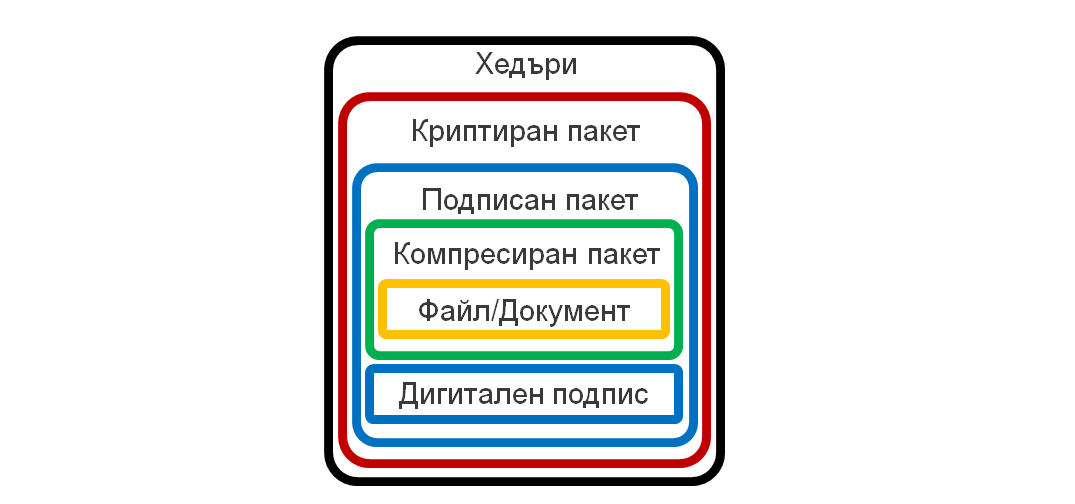 Хедъри
Криптиран пакет
Подписан пакет
Компресиран пакет
Файл/Документ
Дигитален подпис